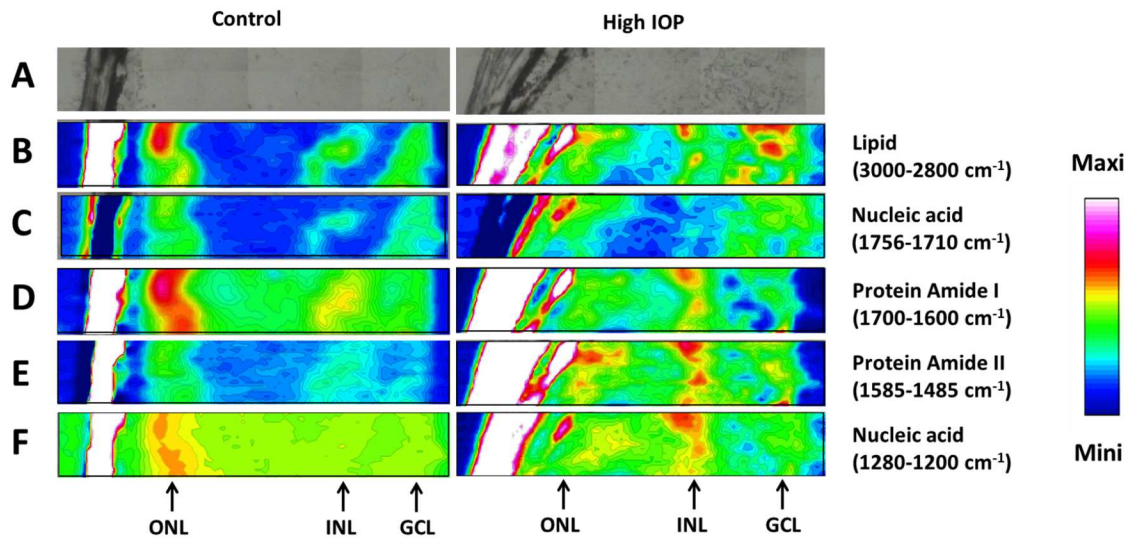 Control
High IOP
A
B
Lipid
(3000-2800 cm⁻¹)
C
Nucleic acid
(1756-1710 cm⁻¹)
D
Protein Amide I
(1700-1600 cm⁻¹)
E
Protein Amide II
(1585-1485 cm⁻¹)
F
Nucleic acid
(1280-1200 cm⁻¹)
Maxi
Mini
ONL INL GCL ONL INL GCL